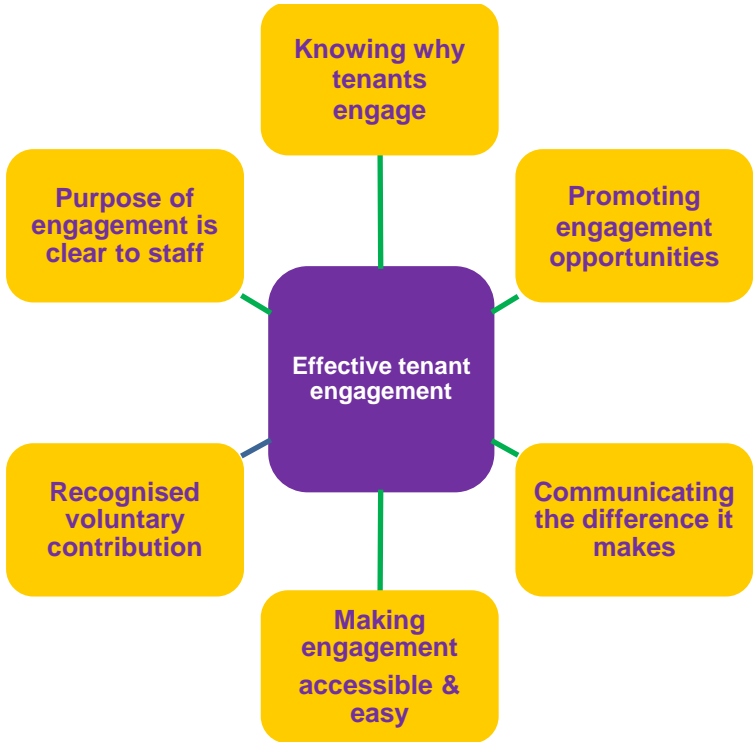 Knowing why
tenants
engage
Purpose of
engagement is
clear to staff
Promoting
engagement
opportunities
Effective tenant
engagement
Recognised
voluntary
contribution
Communicating
the difference it
makes
Making
engagement
accessible &
easy